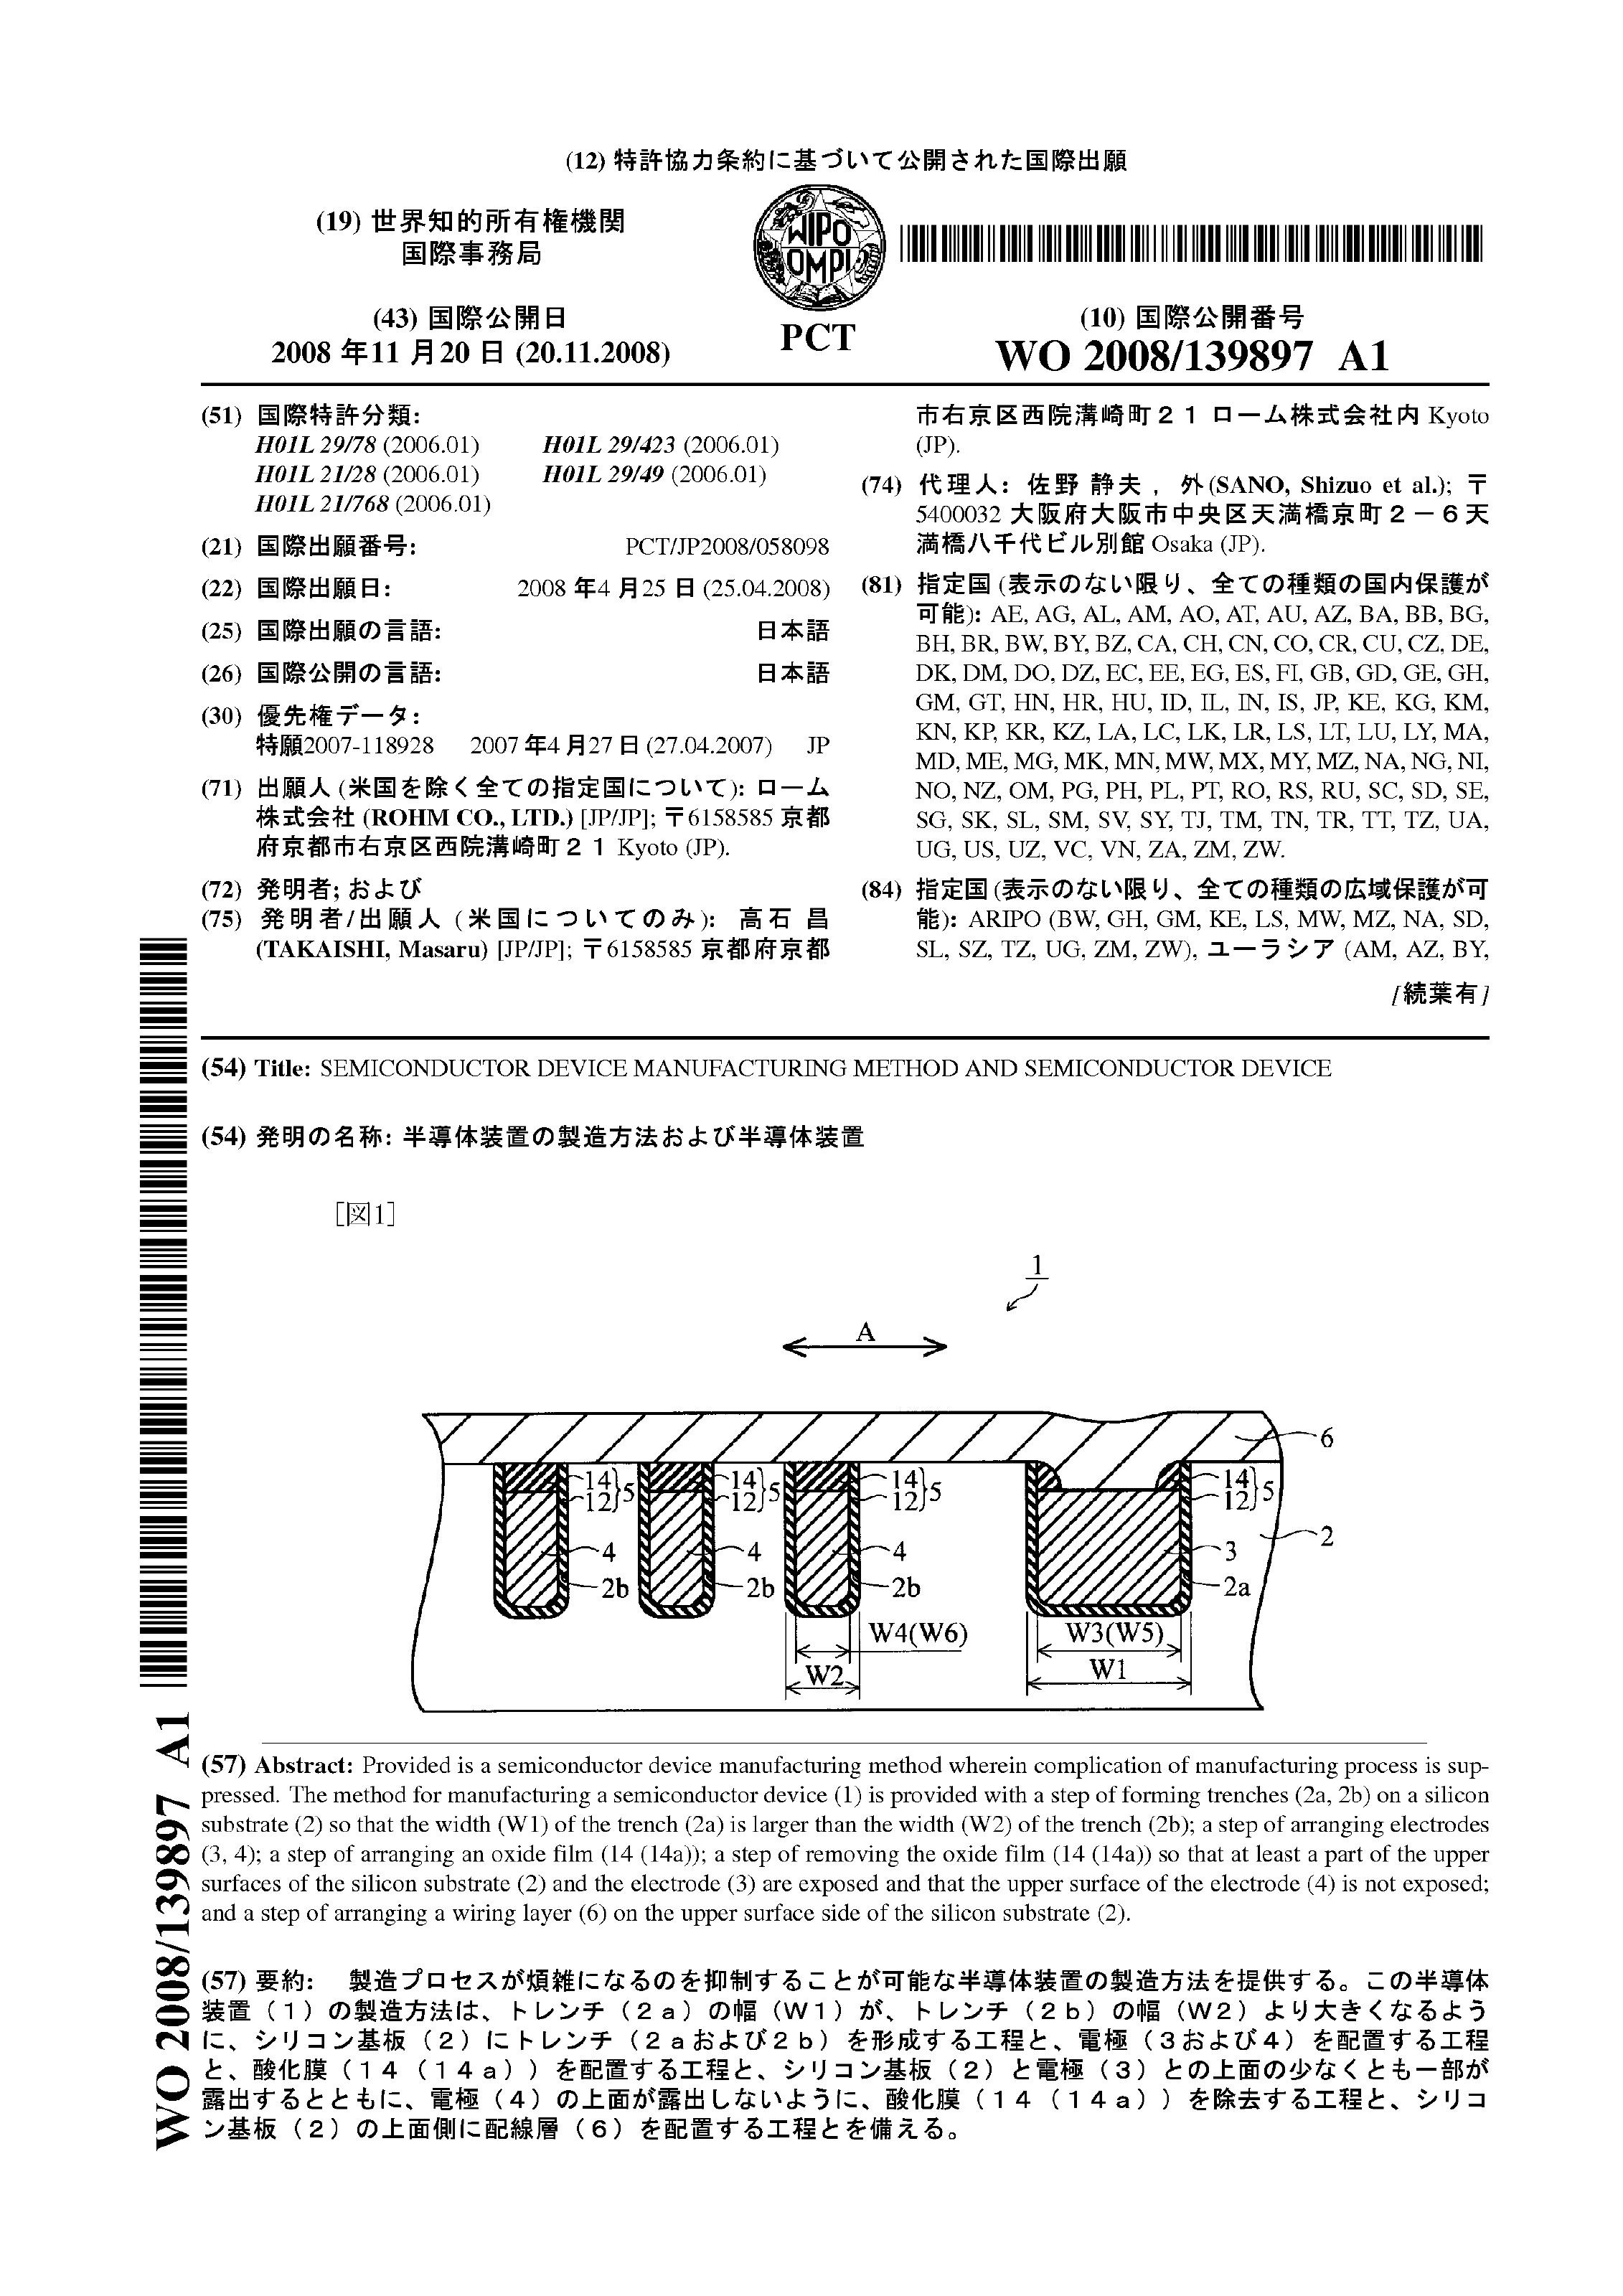 (12) 特許協力条約に基づいて公開された国際出願
(19) 世界知的所有権機関
国際事務局
WIPO
OMPI
(43) 国際公開日
2008 年11 月20 日 (20.11.2008)
PCT
(10) 国際公開番号
WO 2008/139897 A1
(51) 国際特許分類:
H01L 29/78 (2006.01) H01L 29/423 (2006.01)
H01L 21/28 (2006.01) H01L 29/49 (2006.01)
H01L 21/768 (2006.01)
(21) 国際出願番号: PCT/JP2008/058098
(22) 国際出願日: 2008 年4 月25 日 (25.04.2008)
(25) 国際出願の言語: 日本語
(26) 国際公開の言語: 日本語
(30) 優先権データ:
特願2007-118928 2007 年4 月27 日 (27.04.2007) JP
(71) 出願人 (米国を除く全ての指定国について): ローム
株式会社 (ROHM CO., LTD.) [JP/JP]; 〒6158585 京都
府京都市右京区西院溝崎町２１ Kyoto (JP).
(72) 発明者; および
(75) 発明者/出願人 (米国についてのみ): 高石 昌
(TAKAISHI, Masaru) [JP/JP]; 〒6158585 京都府京都
市右京区西院溝崎町２１ ローム株式会社内 Kyoto
(JP).
(74) 代理人: 佐野 静夫, 外(SANO, Shizuo et al.); 〒
5400032 大阪府大阪市中央区天満橋京町２－６天
満橋八千代ビル別館 Osaka (JP).
(81) 指定国 (表示のない限り、全ての種類の国内保護が
可能): AE, AG, AL, AM, AO, AT, AU, AZ, BA, BB, BG,
BH, BR, BW, BY, BZ, CA, CH, CN, CO, CR, CU, CZ, DE,
DK, DM, DO, DZ, EC, EE, EG, ES, FI, GB, GD, GE, GH,
GM, GT, HN, HR, HU, ID, IL, IN, IS, JP, KE, KG, KM,
KN, KP, KR, KZ, LA, LC, LK, LR, LS, LT, LU, LY, MA,
MD, ME, MG, MK, MN, MW, MX, MY, MZ, NA, NG, NI,
NO, NZ, OM, PG, PH, PL, PT, RO, RS, RU, SC, SD, SE,
SG, SK, SL, SM, SV, SY, TJ, TM, TN, TR, TT, TZ, UA,
UG, US, UZ, VC, VN, ZA, ZM, ZW.
(84) 指定国 (表示のない限り、全ての種類の広域保護が可
能): ARIPO (BW, GH, GM, KE, LS, MW, MZ, NA, SD,
SL, SZ, TZ, UG, ZM, ZW), ユーラシア (AM, AZ, BY,
[続葉有]
(54) Title: SEMICONDUCTOR DEVICE MANUFACTURING METHOD AND SEMICONDUCTOR DEVICE
(54) 発明の名称: 半導体装置の製造方法および半導体装置
[図1]
1
A
6
14 12 5 14 12 5 14 12 5 14 12 5
2
4 4 4 3
2b 2b 2b 2a
W4(W6) W3(W5)
W2 W1
(57) Abstract: Provided is a semiconductor device manufacturing method wherein complication of manufacturing process is sup-
pressed. The method for manufacturing a semiconductor device (1) is provided with a step of forming trenches (2a, 2b) on a silicon
substrate (2) so that the width (W1) of the trench (2a) is larger than the width (W2) of the trench (2b); a step of arranging electrodes
(3, 4); a step of arranging an oxide film (14 (14a)); a step of removing the oxide film (14 (14a)) so that at least a part of the upper
surfaces of the silicon substrate (2) and the electrode (3) are exposed and that the upper surface of the electrode (4) is not exposed;
and a step of arranging a wiring layer (6) on the upper surface side of the silicon substrate (2).
(57) 要約: 製造プロセスが煩雑になるのを抑制することが可能な半導体装置の製造方法を提供する。この半導体
装置（１）の製造方法は、トレンチ（２ａ）の幅（Ｗ１）が、トレンチ（２ｂ）の幅（Ｗ２）より大きくなるよう
に、シリコン基板（２）にトレンチ（２ａおよび２ｂ）を形成する工程と、電極（３および４）を配置する工程
と、酸化膜（１４（１４ａ））を配置する工程と、シリコン基板（２）と電極（３）との上面の少なくとも一部が
露出するとともに、電極（４）の上面が露出しないように、酸化膜（１４（１４ａ））を除去する工程と、シリコ
ン基板（２）の上面側に配線層（６）を配置する工程とを備える。
WO 2008/139897 A1